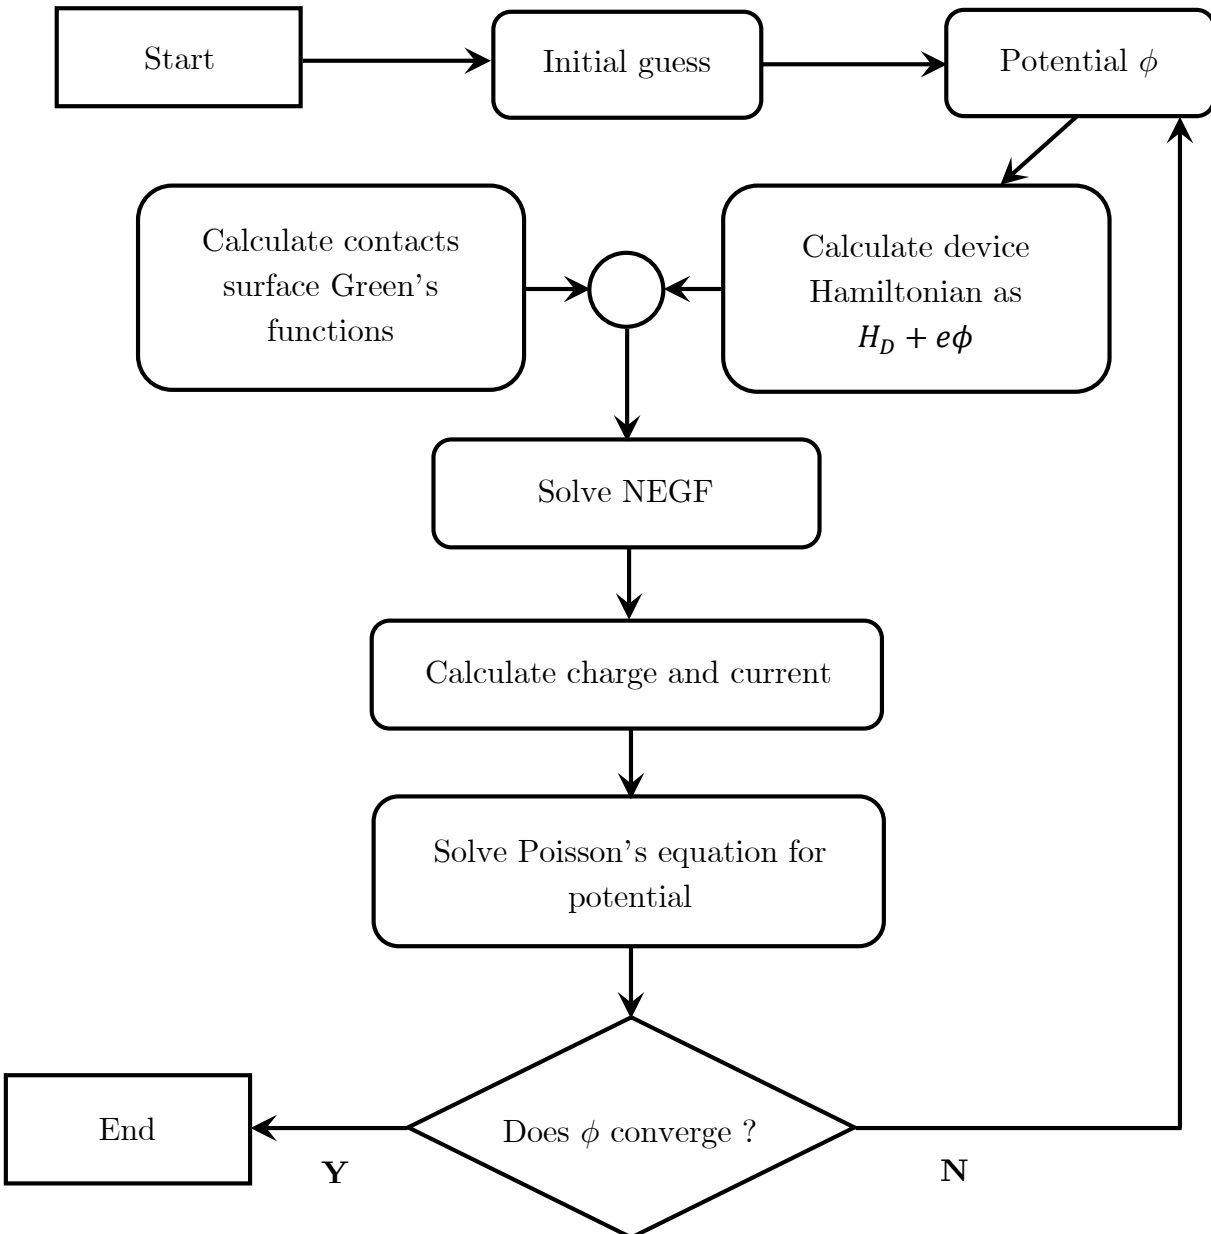 Start
Initial guess
Potential ϕ
Calculate contacts
surface Green's
functions
Calculate device
Hamiltonian as
H_D + eϕ
Solve NEGF
Calculate charge and current
Solve Poisson's equation for
potential
Does ϕ converge ?
End
Y
N